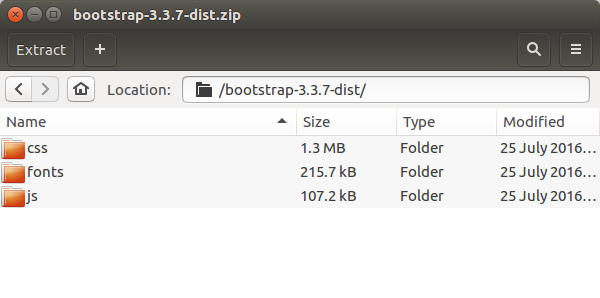 bootstrap-3.3.7-dist.zip
Extract +
Location: /bootstrap-3.3.7-dist/
Name Size Type Modified
css 1.3 MB Folder 25 July 2016...
fonts 215.7 kB Folder 25 July 2016...
js 107.2 kB Folder 25 July 2016...